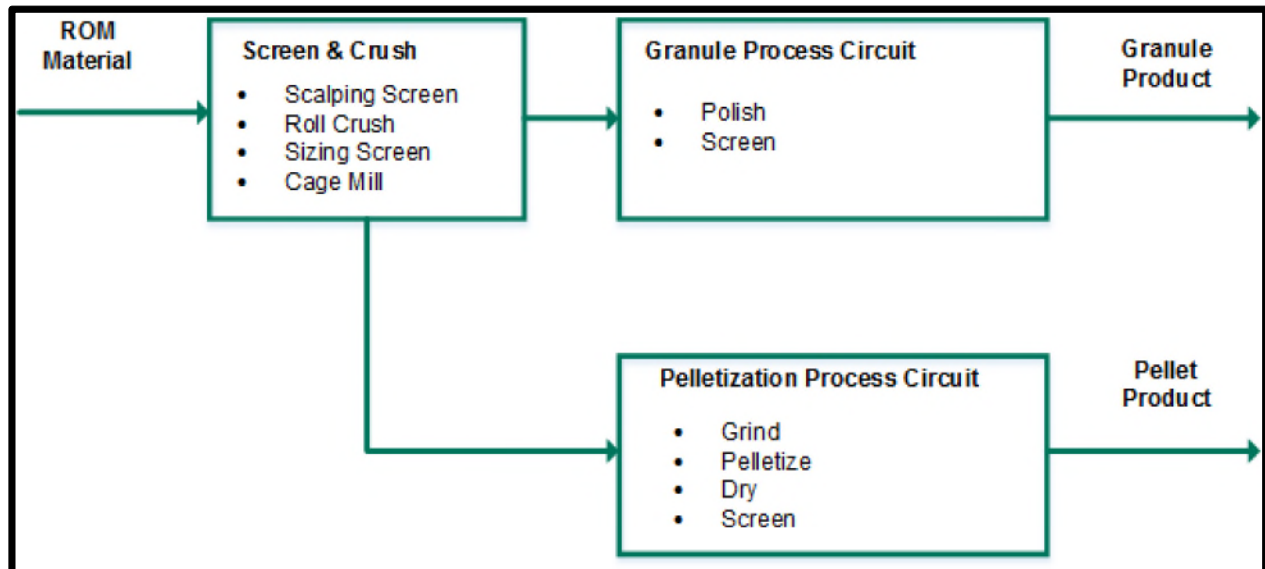 ROM
Material
Screen & Crush
• Scalping Screen
• Roll Crush
• Sizing Screen
• Cage Mill
Granule Process Circuit
• Polish
• Screen
Granule
Product
Pelletization Process Circuit
• Grind
• Pelletize
• Dry
• Screen
Pellet
Product